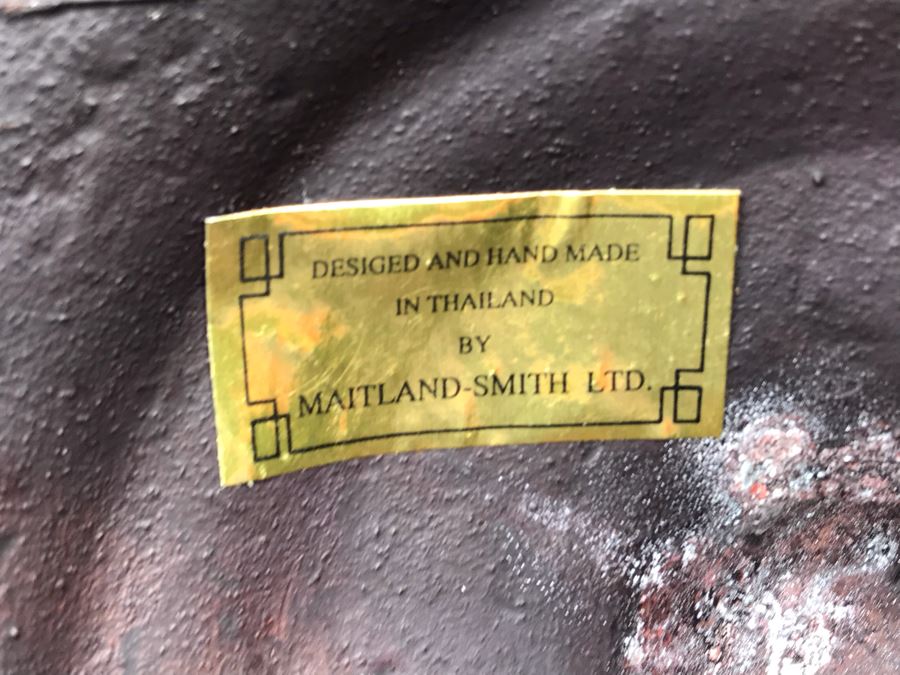 DESIGED AND HAND MADE
IN THAILAND
BY
MAITLAND-SMITH LTD.